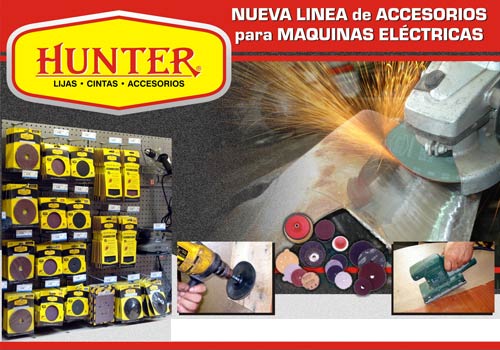 NUEVA LINEA de ACCESORIOS
para MAQUINAS ELÉCTRICAS
HUNTER®
LIJAS • CINTAS • ACCESORIOS